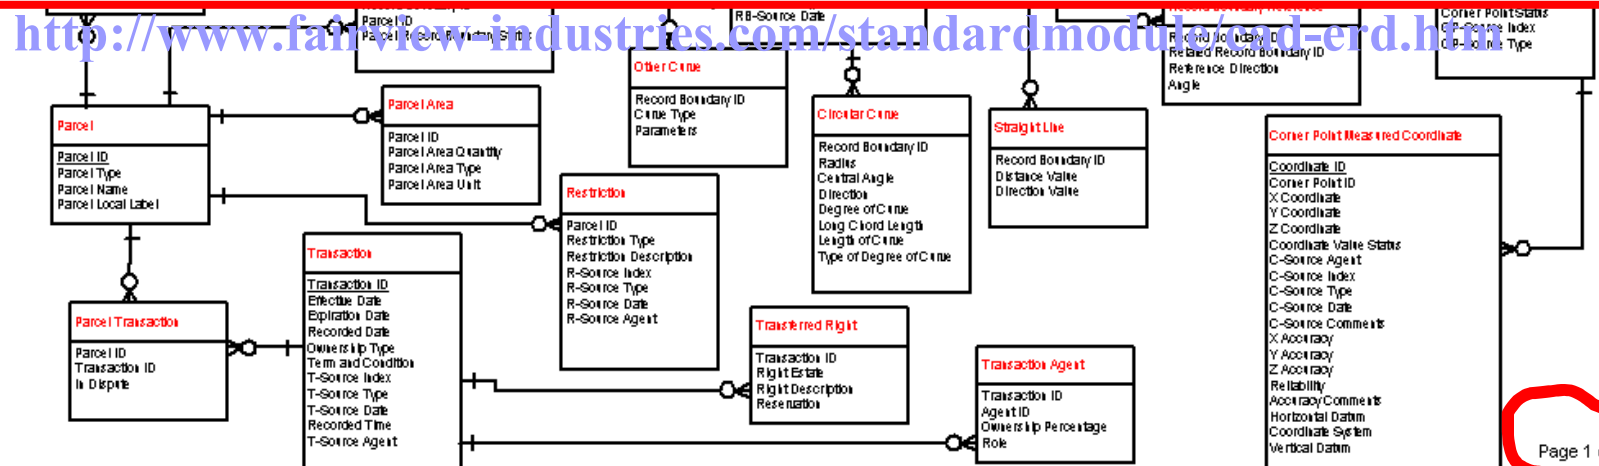 Parcel ID
RB-Source Date
Corner Point Status
http://www.fairview-industries.com/standardmodule/cad-erd.htm
Record Boundary ID
Related Record Boundary ID
Reference Direction
Angle
Parcel
Parcel ID
Parcel Type
Parcel Name
Parcel Local Label
Parcel Area
Parcel ID
Parcel Area Quantity
Parcel Area Type
Parcel Area Unit
Other Curve
Record Boundary ID
Curve Type
Parameters
Circular Curve
Record Boundary ID
Radius
Central Angle
Direction
Degree of Curve
Long Chord Length
Length of Curve
Type of Degree of Curve
Straight Line
Record Boundary ID
Distance Value
Direction Value
Corner Point Measured Coordinate
Coordinate ID
Corner Point ID
X Coordinate
Y Coordinate
Z Coordinate
Coordinate Value Status
C-Source Agent
C-Source Index
C-Source Type
C-Source Date
C-Source Comments
X Accuracy
Y Accuracy
Z Accuracy
Reliability
Accuracy Comments
Horizontal Datum
Coordinate System
Vertical Datum
Restriction
Parcel ID
Restriction Type
Restriction Description
R-Source Index
R-Source Type
R-Source Date
R-Source Agent
Transaction
Transaction ID
Effective Date
Expiration Date
Recorded Date
Ownership Type
Term and Condition
T-Source Index
T-Source Type
T-Source Date
Recorded Time
T-Source Agent
Parcel Transaction
Parcel ID
Transaction ID
In Dispute
Transferred Right
Transaction ID
Right Estate
Right Description
Reservation
Transaction Agent
Transaction ID
Agent ID
Ownership Percentage
Role
Page 1